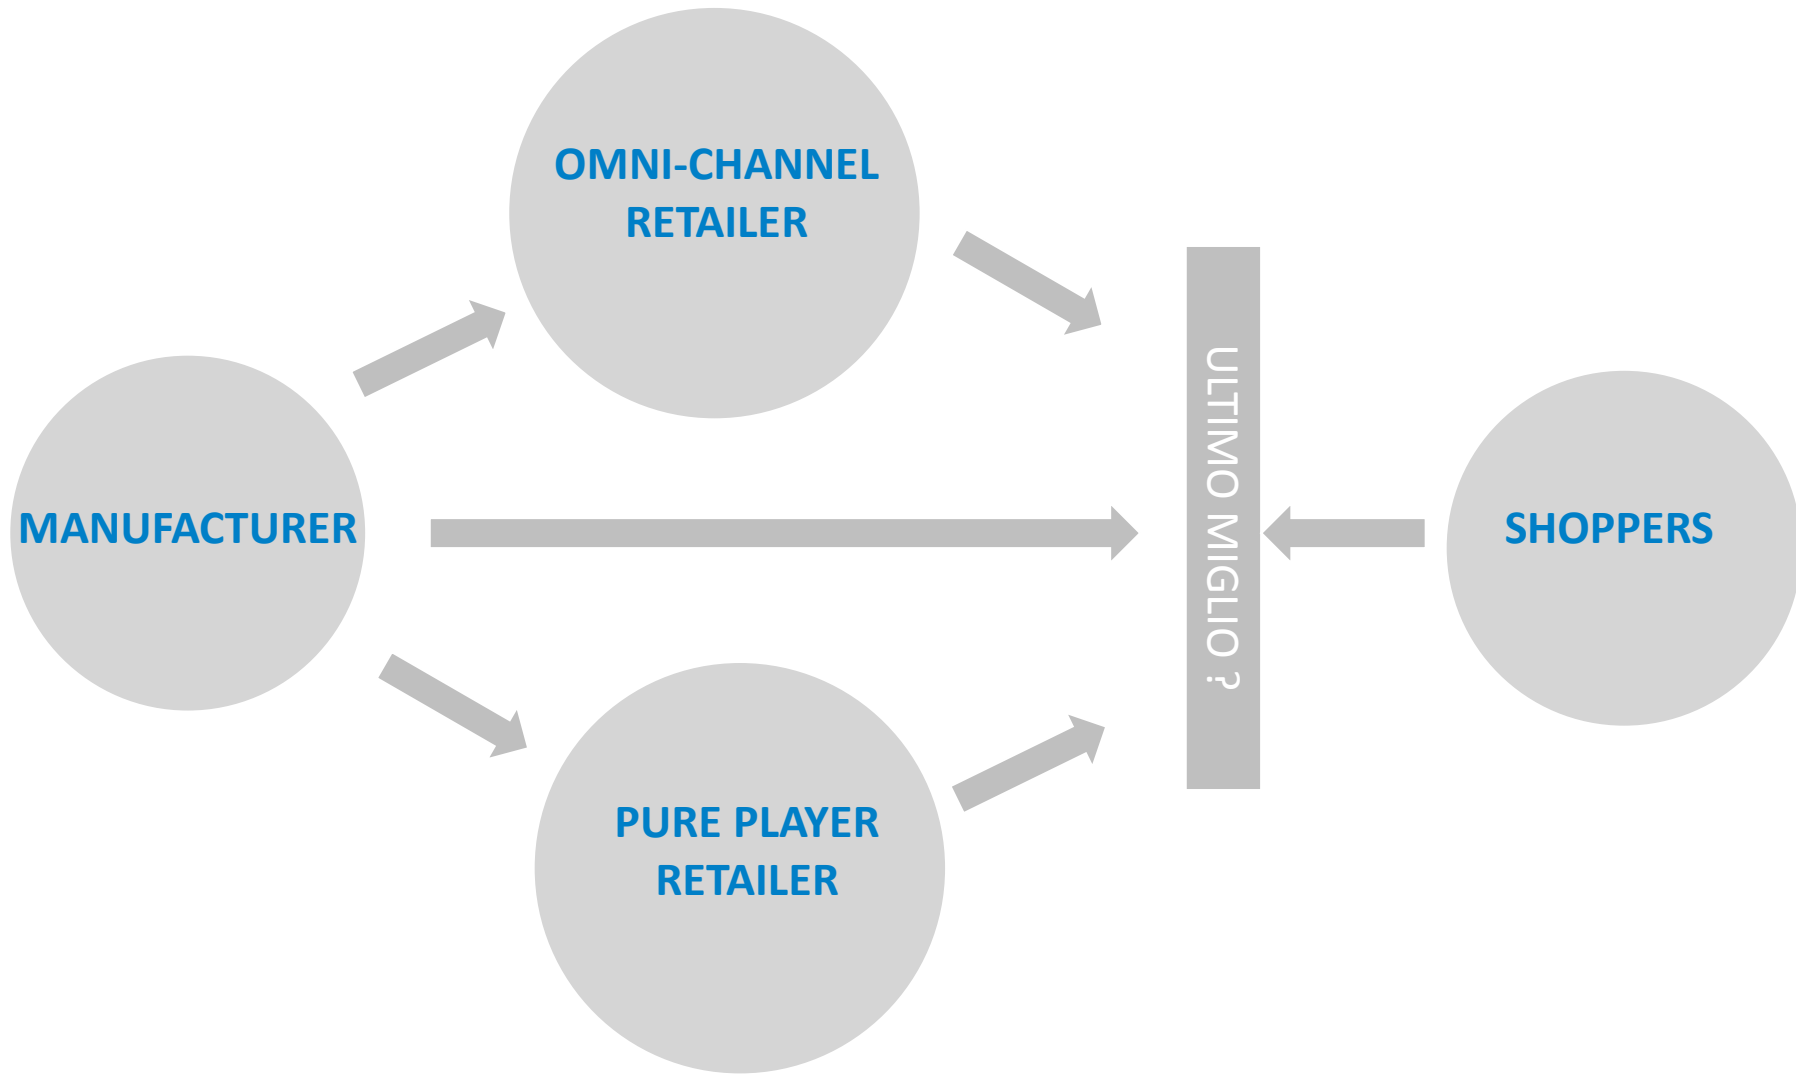 OMNI-CHANNEL
RETAILER
MANUFACTURER
ULTIMO MIGLIO ?
SHOPPERS
PURE PLAYER
RETAILER